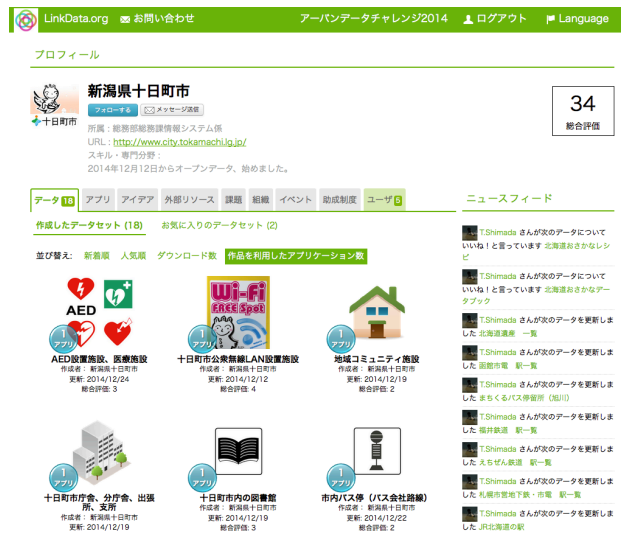 LinkData.org お問い合わせ アーバンデータチャレンジ2014 ログアウト Language
プロフィール
新潟県十日町市
フォローする メッセージ送信
十日町市
所属：総務部総務課情報システム係
URL : http://www.city.tokamachi.lg.jp/
スキル・専門分野：
2014年12月12日からオープンデータ、始めました。
34
総合評価
データ 18 アプリ アイデア 外部リソース 課題 組織 イベント 助成制度 ユーザ 5
作成したデータセット (18) お気に入りのデータセット (2)
並び替え: 新着順 人気順 ダウンロード数 作品を利用したアプリケーション数
AED
1
アプリ
AED設置施設、医療施設
作成者： 新潟県十日町市
更新: 2014/12/24
総合評価: 3
Wi-Fi
FREE Spot
1
アプリ
十日町市公衆無線LAN設置施設
作成者： 新潟県十日町市
更新: 2014/12/12
総合評価: 4
1
アプリ
地域コミュニティ施設
作成者： 新潟県十日町市
更新: 2014/12/19
総合評価: 2
1
アプリ
十日町市庁舎、分庁舎、出張
所、支所
作成者： 新潟県十日町市
更新: 2014/12/19
1
アプリ
十日町市内の図書館
作成者： 新潟県十日町市
更新: 2014/12/19
総合評価: 3
1
アプリ
市内バス停（バス会社路線）
作成者： 新潟県十日町市
更新: 2014/12/22
総合評価: 2
ニュースフィード
T.Shimada さんが次のデータについて
いいね！と言っています 北海道おさかなレシ
ピ
T.Shimada さんが次のデータについて
いいね！と言っています 北海道おさかなデー
タブック
T.Shimada さんが次のデータを更新しま
した 北海道遺産 一覧
T.Shimada さんが次のデータを更新しま
した 函館市電 駅一覧
T.Shimada さんが次のデータを更新しま
した まちくるバス停留所（旭川）
T.Shimada さんが次のデータを更新しま
した 福井鉄道 駅一覧
T.Shimada さんが次のデータを更新しま
した えちぜん鉄道 駅一覧
T.Shimada さんが次のデータを更新しま
した 札幌市営地下鉄・市電 駅一覧
T.Shimada さんが次のデータを更新しま
した JR北海道の駅